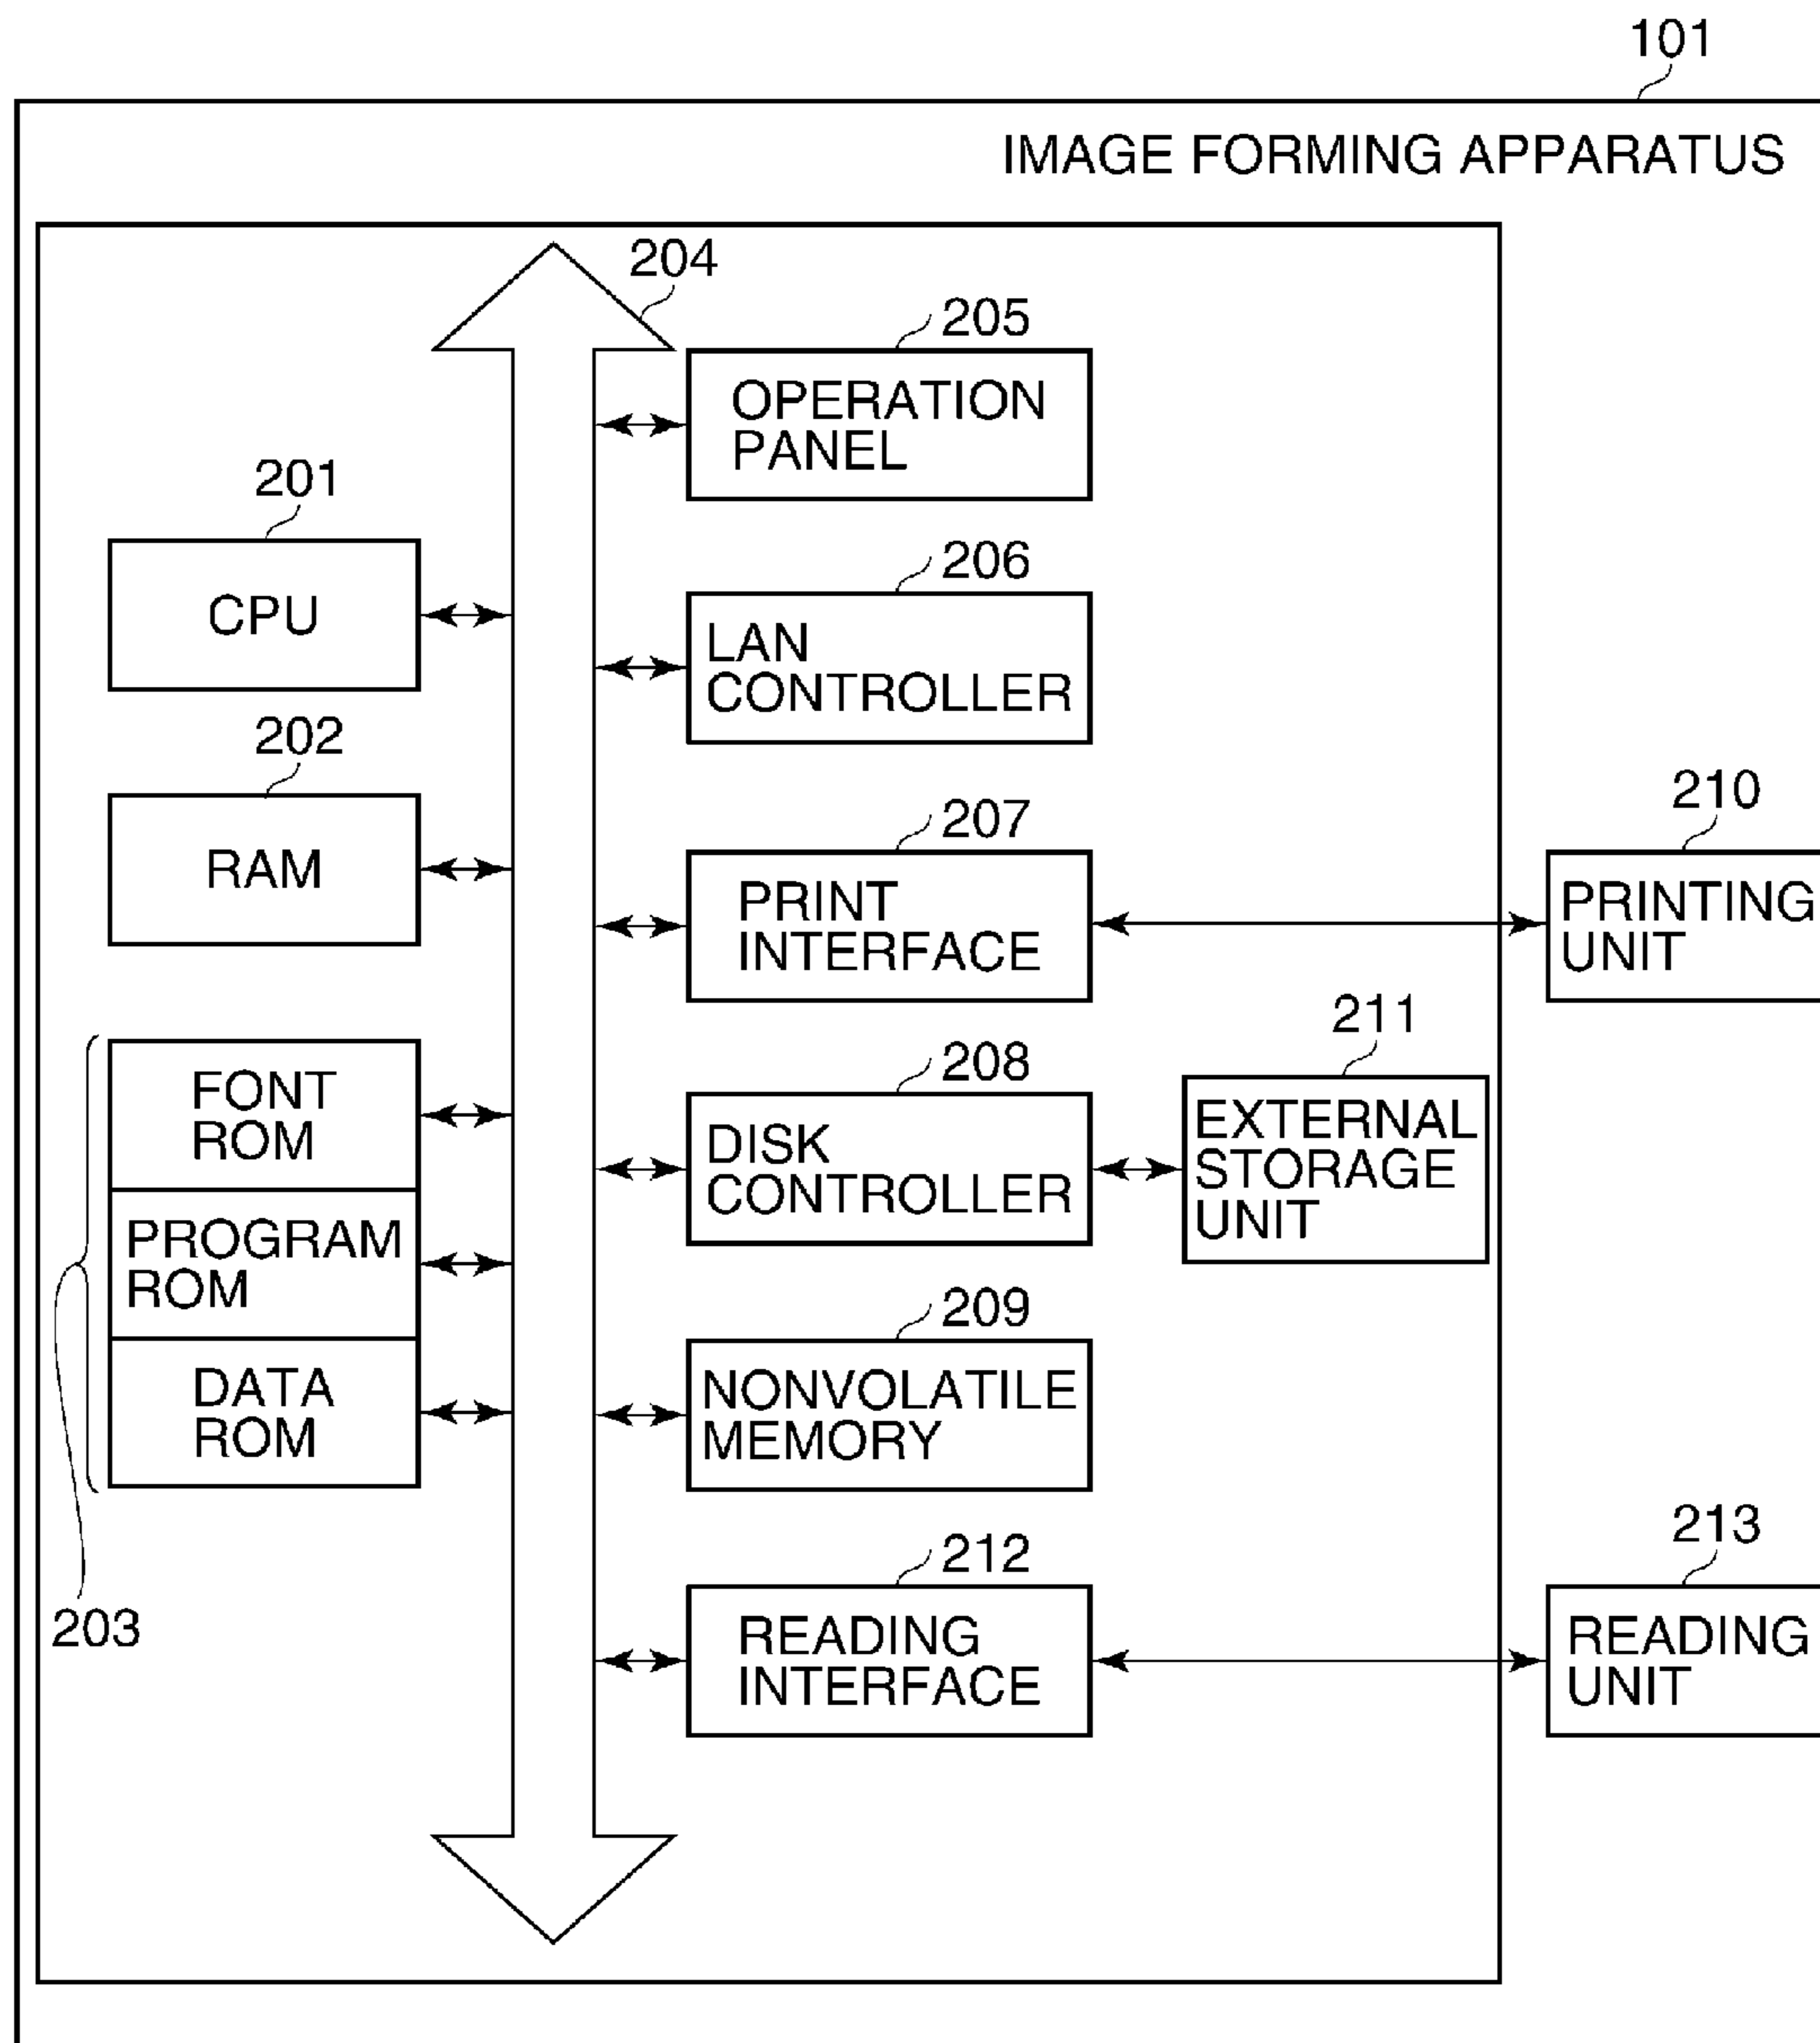 101
IMAGE FORMING APPARATUS
204
205
OPERATION
PANEL
201
CPU
206
LAN
CONTROLLER
202
RAM
207
PRINT
INTERFACE
210
PRINTING
UNIT
FONT
ROM
PROGRAM
ROM
DATA
ROM
203
208
DISK
CONTROLLER
211
EXTERNAL
STORAGE
UNIT
209
NONVOLATILE
MEMORY
212
READING
INTERFACE
213
READING
UNIT